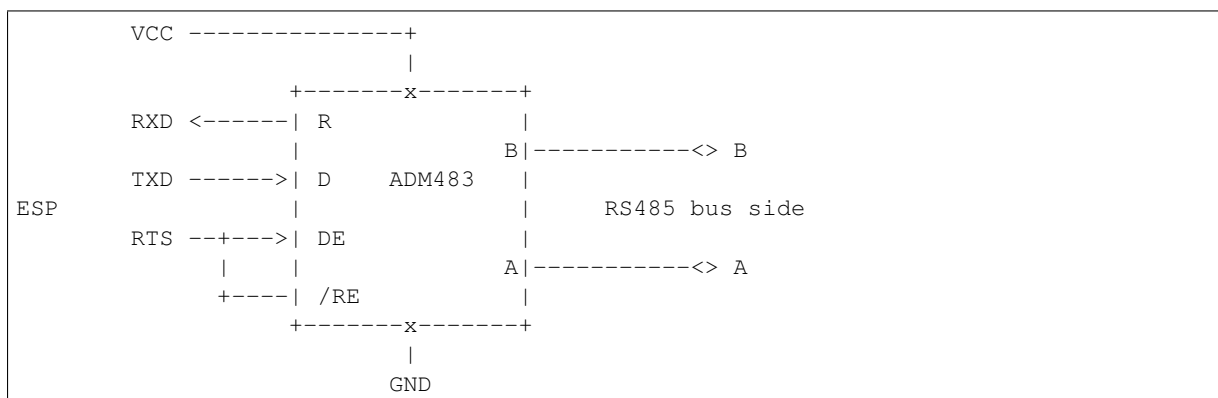 VCC ---------------+
|
+-------x-------+
RXD <------| R |
| B|-----------<> B
TXD ------>| D ADM483 |
ESP | | RS485 bus side
RTS --+--->| DE |
| | A|-----------<> A
+----| /RE |
+-------x-------+
|
GND